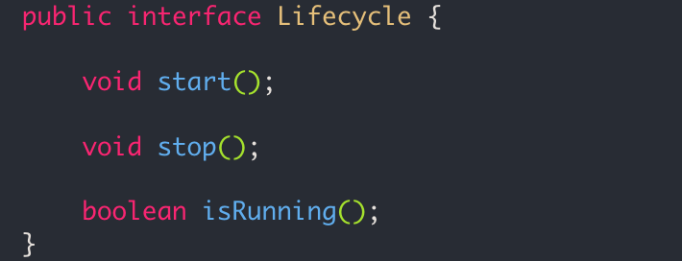 public interface Lifecycle {
void start();
void stop();
boolean isRunning();
}